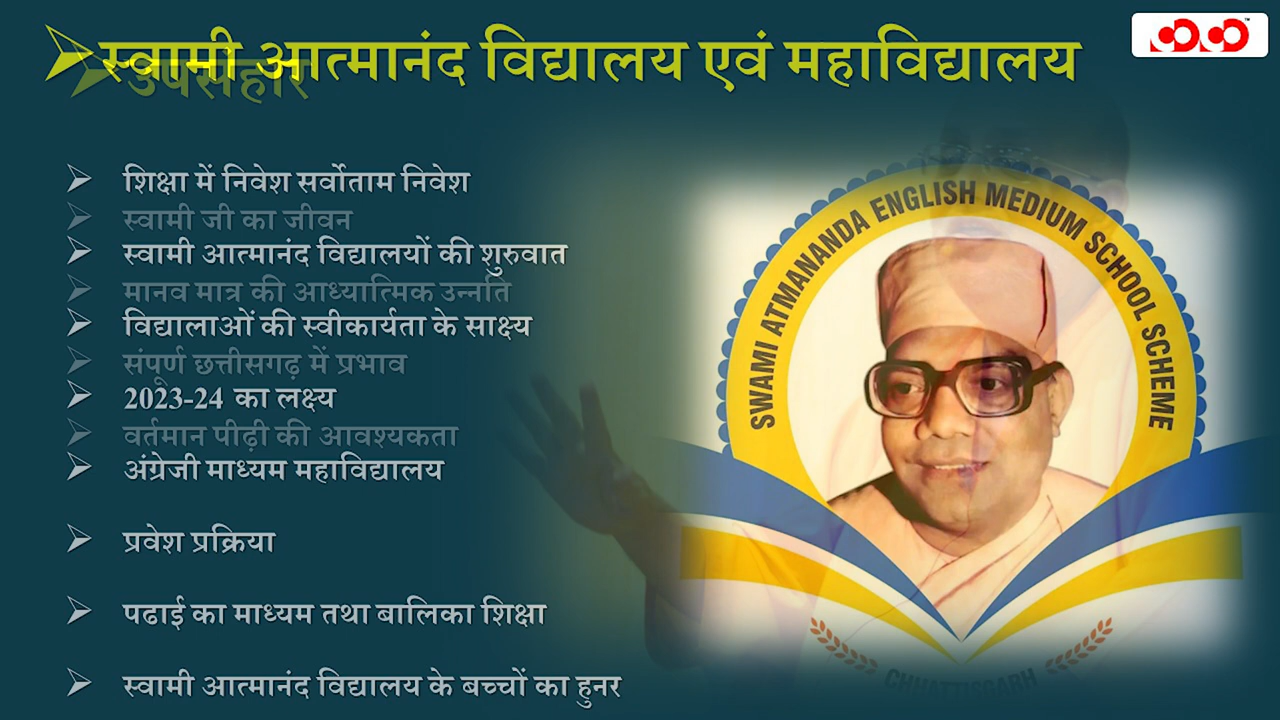 स्वामी आत्मानंद विद्यालय एवं महाविद्यालय
उपसंहार
शिक्षा में निवेश सर्वोताम निवेश
स्वामी जी का जीवन
स्वामी आत्मानंद विद्यालयों की शुरुवात
मानव मात्र की आध्यात्मिक उन्नति
विद्यालाओं की स्वीकार्यता के साक्ष्य
संपूर्ण छत्तीसगढ़ में प्रभाव
2023-24 का लक्ष्य
वर्तमान पीढ़ी की आवश्यकता
अंग्रेजी माध्यम महाविद्यालय
प्रवेश प्रक्रिया
पढाई का माध्यम तथा बालिका शिक्षा
स्वामी आत्मानंद विद्यालय के बच्चों का हुनर
SWAMI ATMANANDA ENGLISH MEDIUM SCHOOL SCHEME
CHHATTISGARH